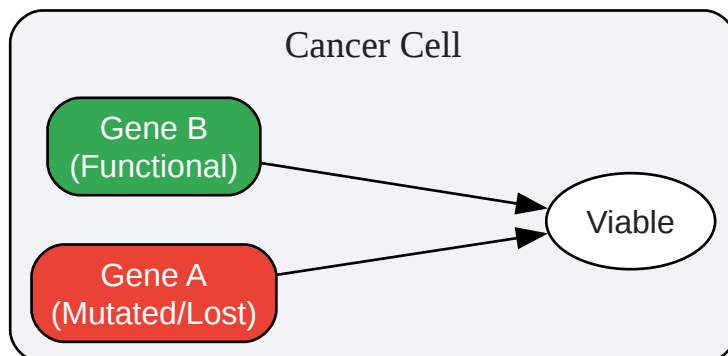 Cancer Cell
Gene B
(Functional)
Viable
Gene A
(Mutated/Lost)